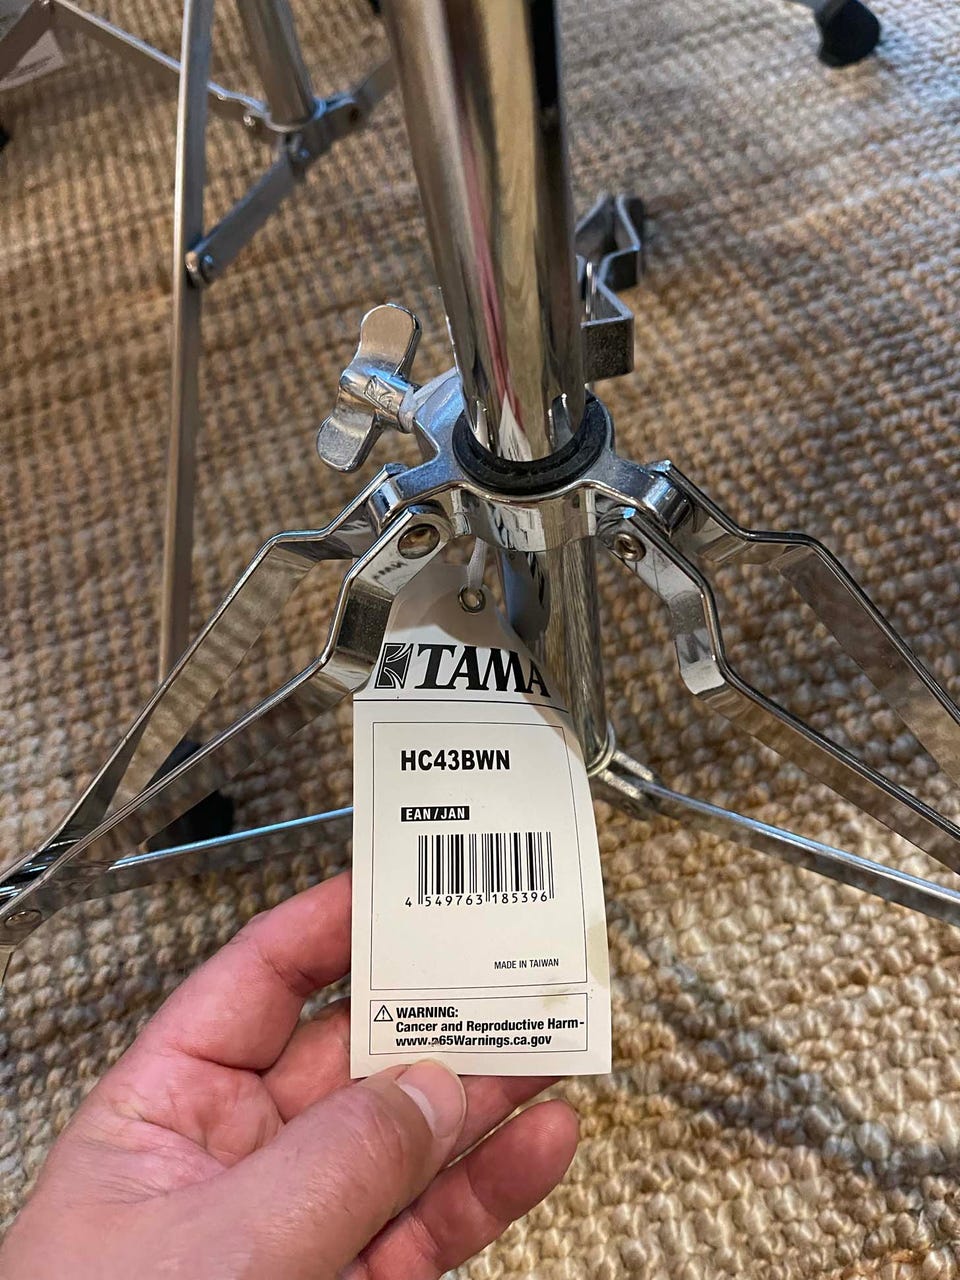 TAMA
HC43BWN
EAN/JAN
4 549763 185396
MADE IN TAIWAN
WARNING:
Cancer and Reproductive Harm-
www.p65Warnings.ca.gov